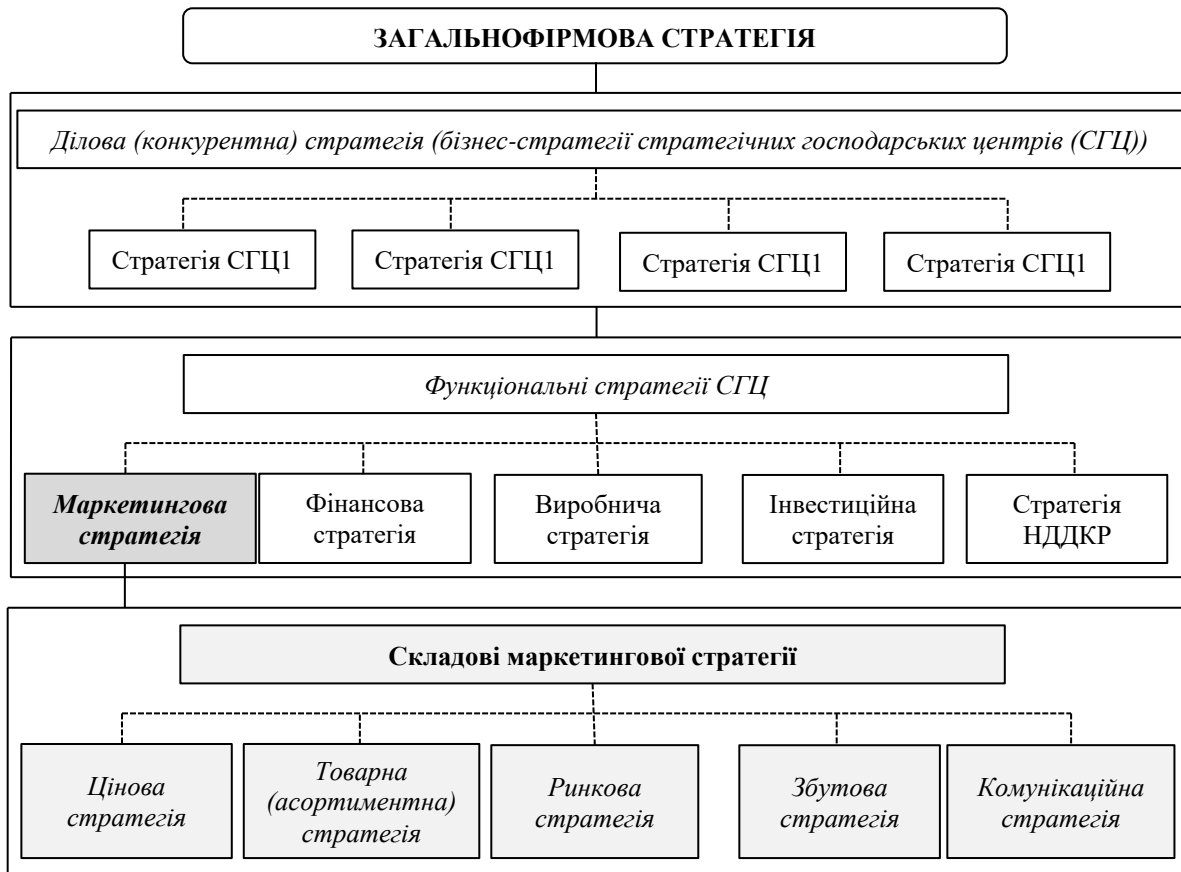 ЗАГАЛЬНОФІРМОВА СТРАТЕГІЯ
Ділова (конкурентна) стратегія (бізнес-стратегії стратегічних господарських центрів (СГЦ))
Стратегія СГЦ1
Стратегія СГЦ1
Стратегія СГЦ1
Стратегія СГЦ1
Функціональні стратегії СГЦ
Маркетингова
стратегія
Фінансова
стратегія
Виробнича
стратегія
Інвестиційна
стратегія
Стратегія
НДДКР
Складові маркетингової стратегії
Цінова
стратегія
Товарна
(асортиментна)
стратегія
Ринкова
стратегія
Збутова
стратегія
Комунікаційна
стратегія